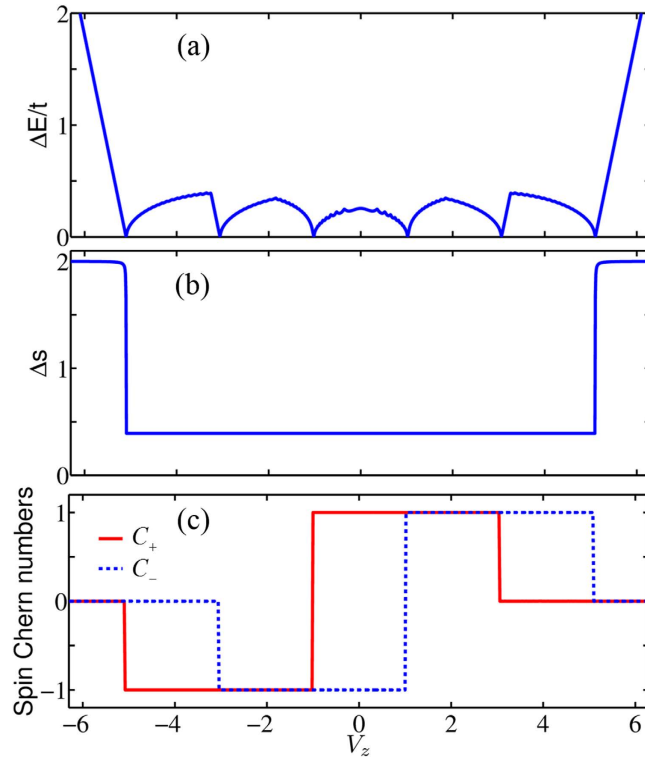 2
(a)
ΔE/t
1
0
2
(b)
Δs
1
0
(c)
1
C₊
C₋
Spin Chern numbers
0
−1
−6 −4 −2 0 2 4 6
V_z